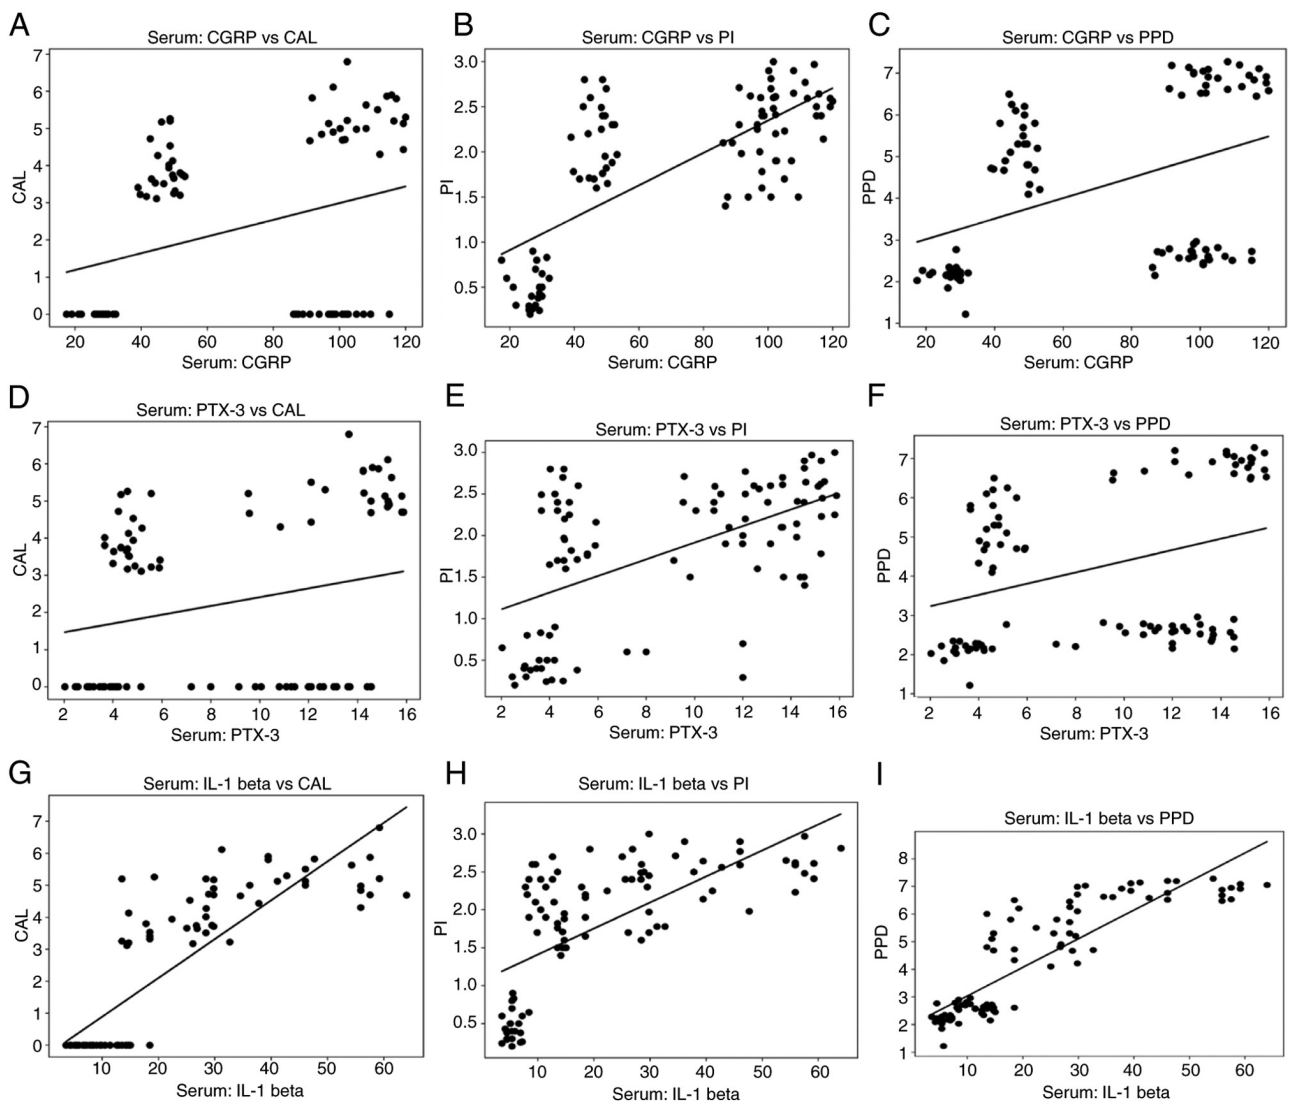 A
Serum: CGRP vs CAL
CAL
7
6
5
4
3
2
1
0
20 40 60 80 100 120
Serum: CGRP
B
Serum: CGRP vs PI
PI
3.0
2.5
2.0
1.5
1.0
0.5
20 40 60 80 100 120
Serum: CGRP
C
Serum: CGRP vs PPD
PPD
7
6
5
4
3
2
1
20 40 60 80 100 120
Serum: CGRP
D
Serum: PTX-3 vs CAL
CAL
7
6
5
4
3
2
1
0
2 4 6 8 10 12 14 16
Serum: PTX-3
E
Serum: PTX-3 vs PI
PI
3.0
2.5
2.0
1.5
1.0
0.5
2 4 6 8 10 12 14 16
Serum: PTX-3
F
Serum: PTX-3 vs PPD
PPD
7
6
5
4
3
2
1
2 4 6 8 10 12 14 16
Serum: PTX-3
G
Serum: IL-1 beta vs CAL
CAL
7
6
5
4
3
2
1
0
10 20 30 40 50 60
Serum: IL-1 beta
H
Serum: IL-1 beta vs PI
PI
3.0
2.5
2.0
1.5
1.0
0.5
10 20 30 40 50 60
Serum: IL-1 beta
I
Serum: IL-1 beta vs PPD
PPD
8
7
6
5
4
3
2
1
10 20 30 40 50 60
Serum: IL-1 beta